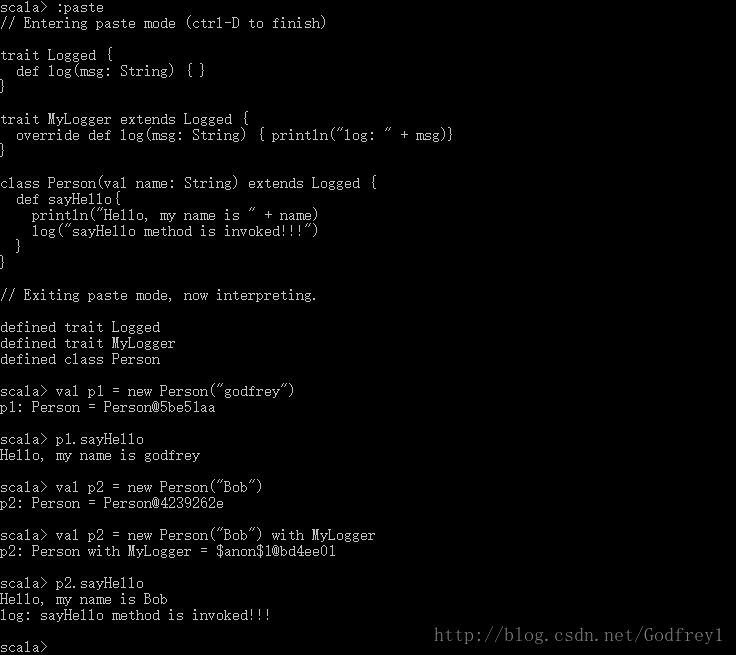 scala> :paste
// Entering paste mode (ctrl-D to finish)
trait Logged {
  def log(msg: String) { }
}
trait MyLogger extends Logged {
  override def log(msg: String) { println("log: " + msg)}
}
class Person(val name: String) extends Logged {
  def sayHello{
    println("Hello, my name is " + name)
    log("sayHello method is invoked!!!")
  }
}
// Exiting paste mode, now interpreting.
defined trait Logged
defined trait MyLogger
defined class Person
scala> val p1 = new Person("godfrey")
p1: Person = Person@5be51aa
scala> p1.sayHello
Hello, my name is godfrey
scala> val p2 = new Person("Bob")
p2: Person = Person@4239262e
scala> val p2 = new Person("Bob") with MyLogger
p2: Person with MyLogger = $anon$1@bd4ee01
scala> p2.sayHello
Hello, my name is Bob
log: sayHello method is invoked!!!
scala>
http://blog.csdn.net/Godfrey1